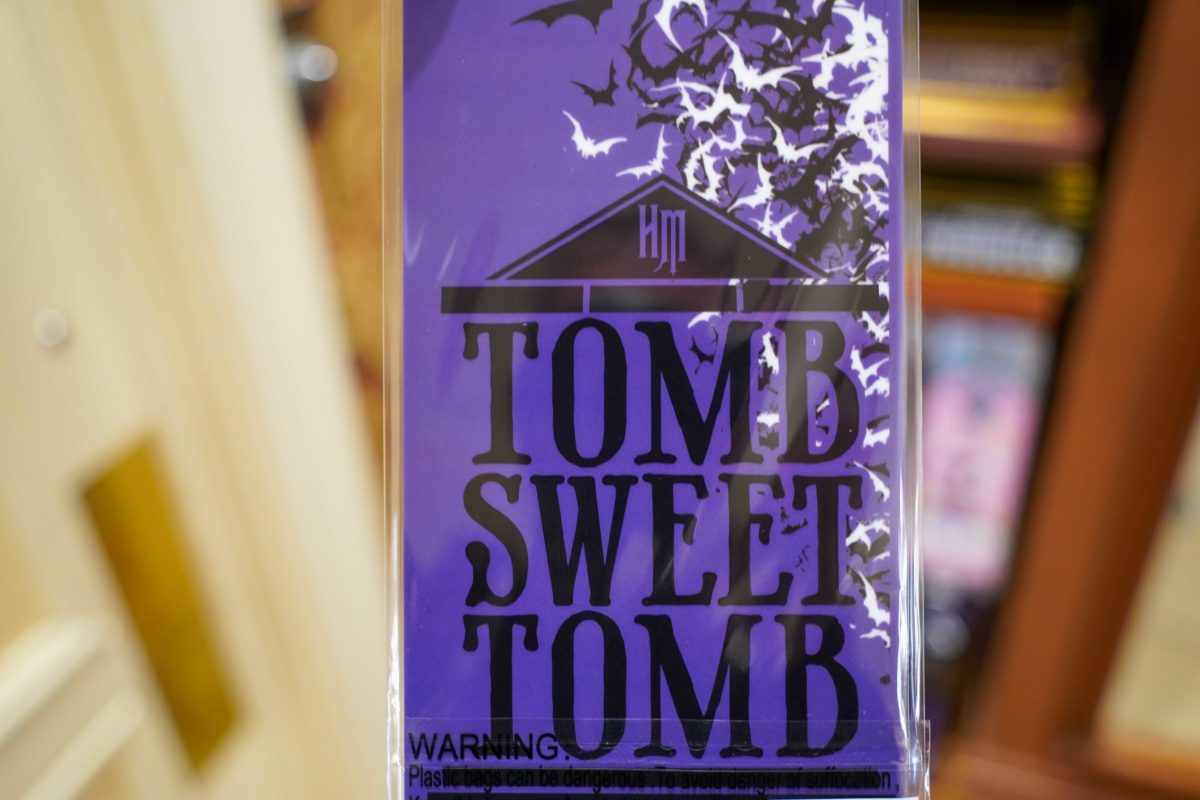 HM
TOMB
SWEET
TOMB
WARNING:
Plastic bags can be dangerous. To avoid danger of suffocation,